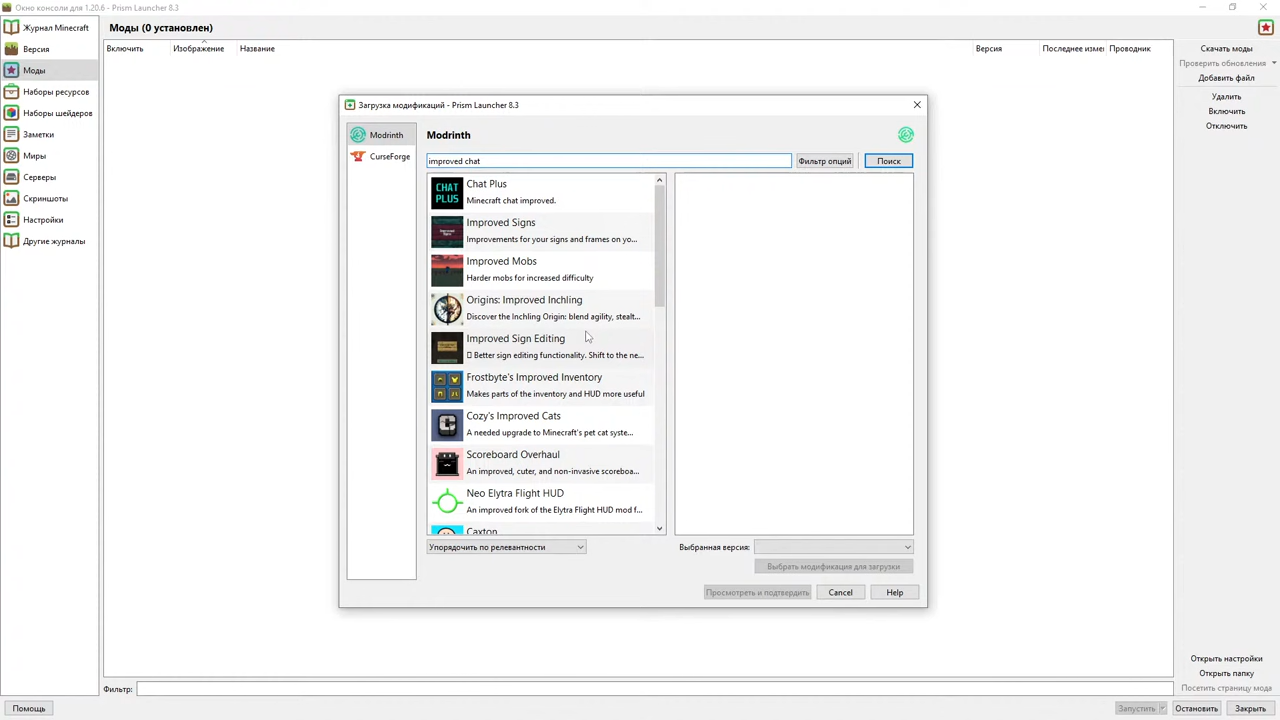 Окно консоли для 1.20.6 - Prism Launcher 8.3
Журнал Minecraft
Версия
Моды
Наборы ресурсов
Наборы шейдеров
Заметки
Миры
Серверы
Скриншоты
Настройки
Другие журналы
Моды (0 установлен)
Включить Изображение Название Версия Последнее измен Проводник
Скачать моды
Проверить обновления
Добавить файл
Удалить
Включить
Отключить
Загрузка модификаций - Prism Launcher 8.3
Modrinth
CurseForge
Modrinth
improved chat
Фильтр опций
Поиск
CHAT PLUS
Chat Plus
Minecraft chat improved.
Improved Signs
Improvements for your signs and frames on yo...
Improved Mobs
Harder mobs for increased difficulty
Origins: Improved Inchling
Discover the Inchling Origin: blend agility, stealt...
Improved Sign Editing
Better sign editing functionality. Shift to the ne...
Frostbyte's Improved Inventory
Makes parts of the inventory and HUD more useful
Cozy's Improved Cats
A needed upgrade to Minecraft's pet cat syste...
Scoreboard Overhaul
An improved, cuter, and non-invasive scoreboa...
Neo Elytra Flight HUD
An improved fork of the Elytra Flight HUD mod f...
Caxton
Упорядочить по релевантности
Выбранная версия:
Выбрать модификация для загрузки
Просмотреть и подтвердить
Cancel
Help
Открыть настройки
Открыть папку
Посетить страницу мода
Фильтр:
Помощь
Запустить
Остановить
Закрыть